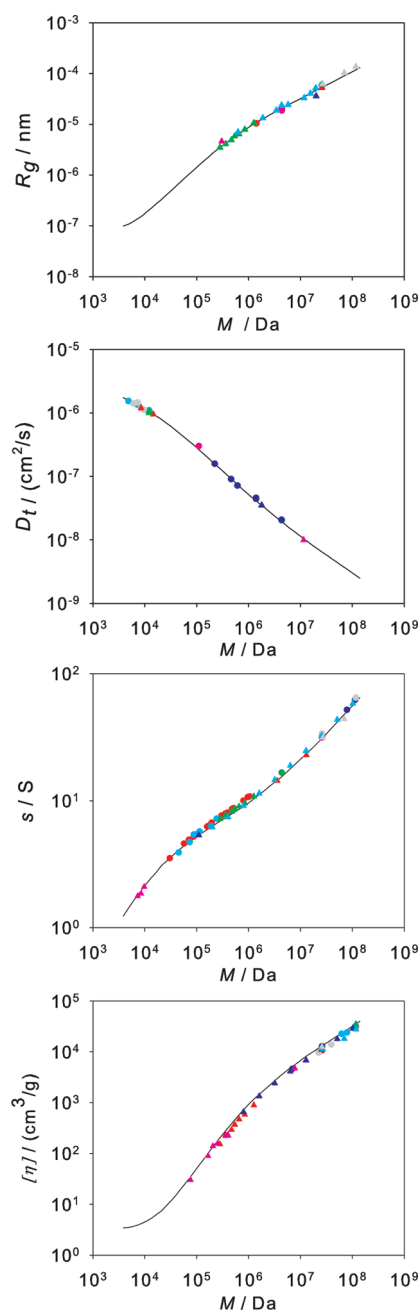 10⁻³
10⁻⁴
10⁻⁵
10⁻⁶
10⁻⁷
10⁻⁸
Rg / nm
10³ 10⁴ 10⁵ 10⁶ 10⁷ 10⁸ 10⁹
M / Da
10⁻⁵
10⁻⁶
10⁻⁷
10⁻⁸
10⁻⁹
Dt / (cm²/s)
10³ 10⁴ 10⁵ 10⁶ 10⁷ 10⁸ 10⁹
M / Da
10²
10¹
10⁰
s / S
10³ 10⁴ 10⁵ 10⁶ 10⁷ 10⁸ 10⁹
M / Da
10⁵
10⁴
10³
10²
10¹
10⁰
[η] / (cm³/g)
10³ 10⁴ 10⁵ 10⁶ 10⁷ 10⁸ 10⁹
M / Da